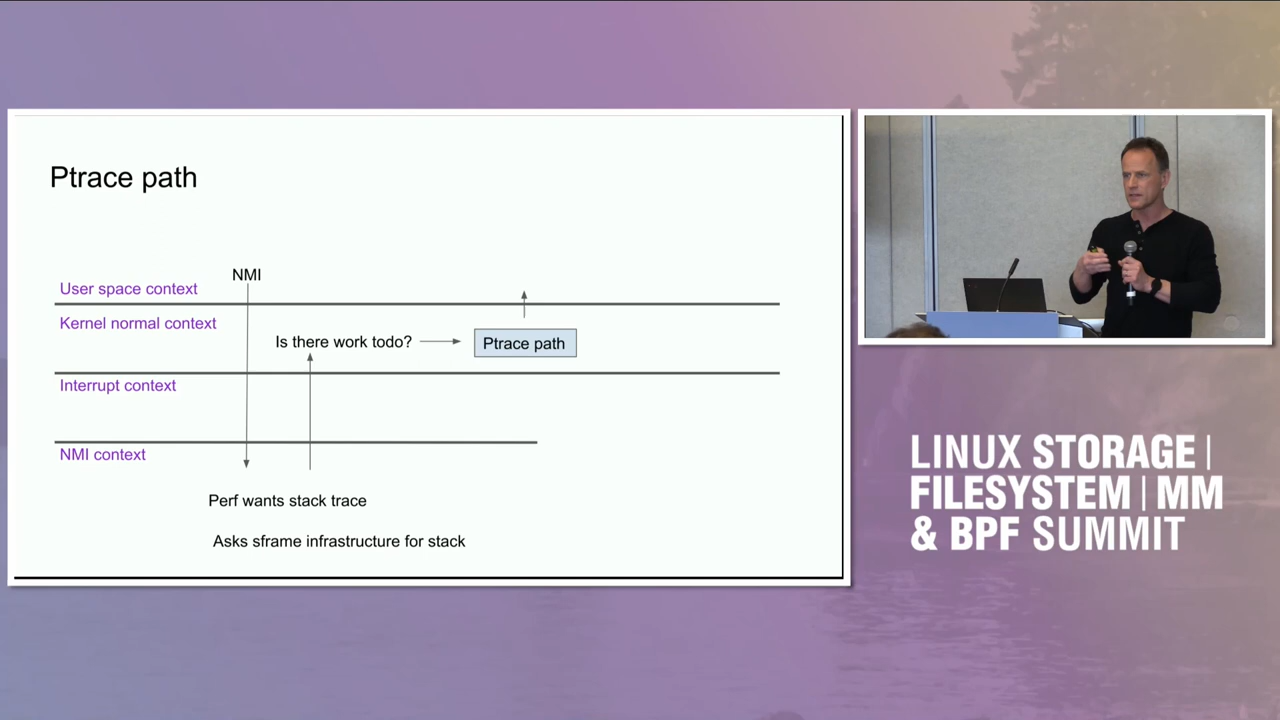 Ptrace path
NMI
User space context
Kernel normal context
Is there work todo?
Ptrace path
Interrupt context
NMI context
Perf wants stack trace
Asks sframe infrastructure for stack
LINUX STORAGE |
FILESYSTEM | MM
& BPF SUMMIT